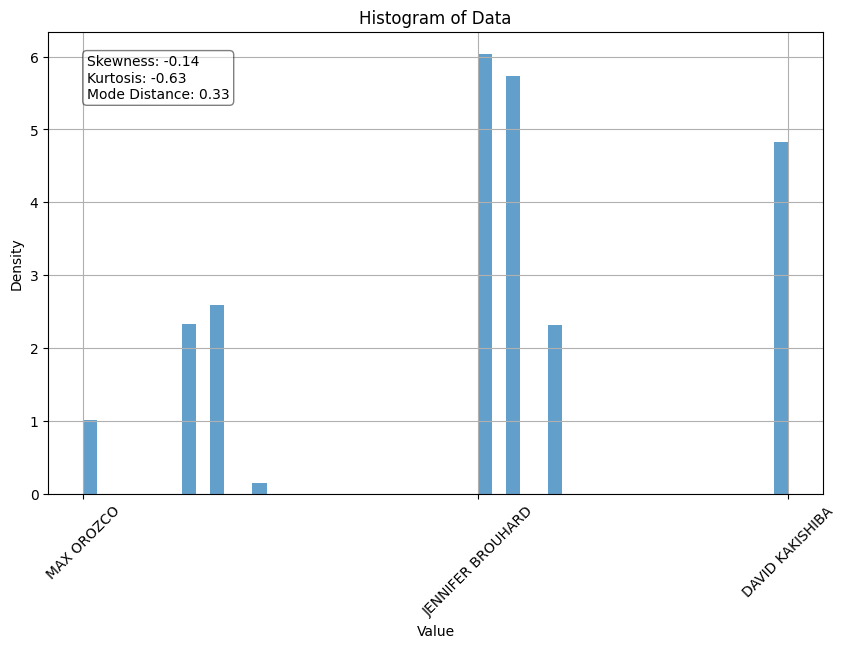 Histogram of Data
Skewness: -0.14
Kurtosis: -0.63
Mode Distance: 0.33
6
5
4
3
2
1
0
Density
MAX OROZCO
JENNIFER BROUHARD
DAVID KAKISHIBA
Value